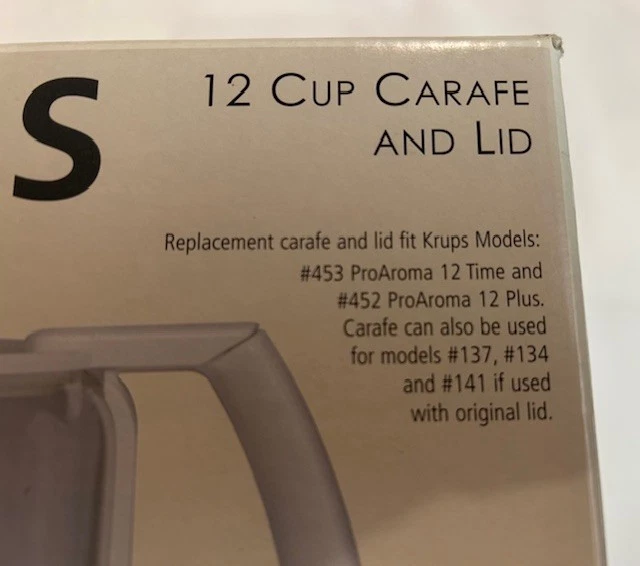 S
12 CUP CARAFE
AND LID
Replacement carafe and lid fit Krups Models:
#453 ProAroma 12 Time and
#452 ProAroma 12 Plus.
Carafe can also be used
for models #137, #134
and #141 if used
with original lid.